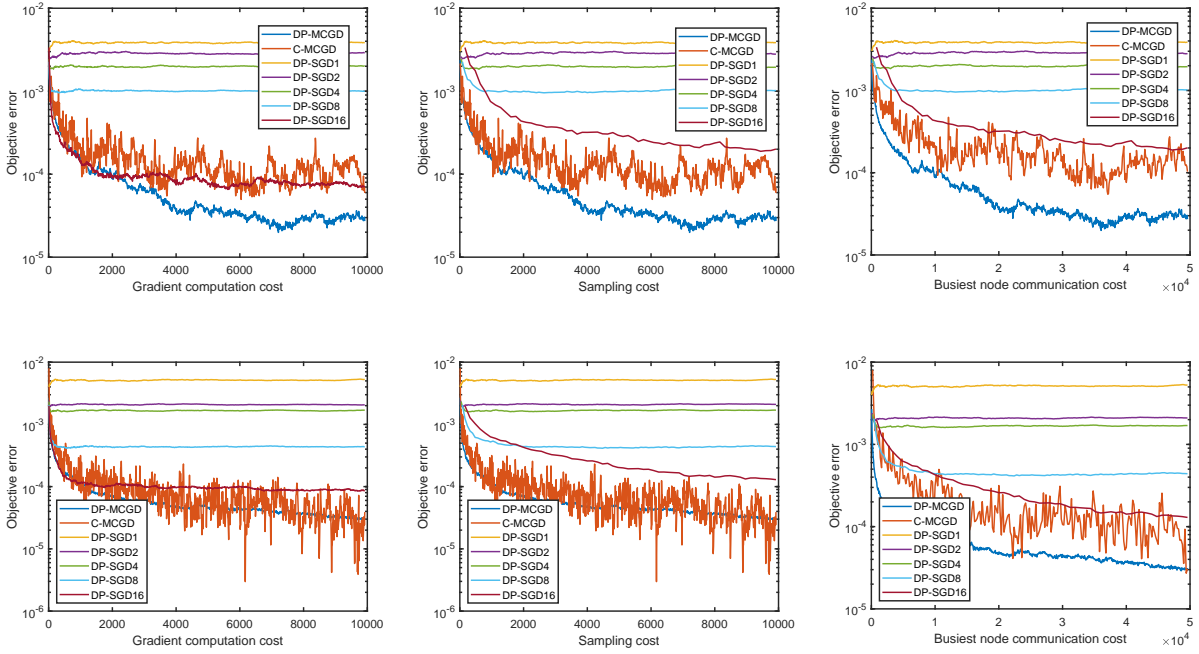 10-2
10-3
10-4
10-5
Objective error
DP-MCGD
C-MCGD
DP-SGD1
DP-SGD2
DP-SGD4
DP-SGD8
DP-SGD16
0 2000 4000 6000 8000 10000
Gradient computation cost
10-2
10-3
10-4
10-5
Objective error
DP-MCGD
C-MCGD
DP-SGD1
DP-SGD2
DP-SGD4
DP-SGD8
DP-SGD16
0 2000 4000 6000 8000 10000
Sampling cost
10-2
10-3
10-4
10-5
Objective error
DP-MCGD
C-MCGD
DP-SGD1
DP-SGD2
DP-SGD4
DP-SGD8
DP-SGD16
0 1 2 3 4 5
Busiest node communication cost ×104
10-2
10-3
10-4
10-5
10-6
Objective error
DP-MCGD
C-MCGD
DP-SGD1
DP-SGD2
DP-SGD4
DP-SGD8
DP-SGD16
0 2000 4000 6000 8000 10000
Gradient computation cost
10-2
10-3
10-4
10-5
10-6
Objective error
DP-MCGD
C-MCGD
DP-SGD1
DP-SGD2
DP-SGD4
DP-SGD8
DP-SGD16
0 2000 4000 6000 8000 10000
Sampling cost
10-2
10-3
10-4
10-5
Objective error
DP-MCGD
C-MCGD
DP-SGD1
DP-SGD2
DP-SGD4
DP-SGD8
DP-SGD16
0 1 2 3 4 5
Busiest node communication cost ×104